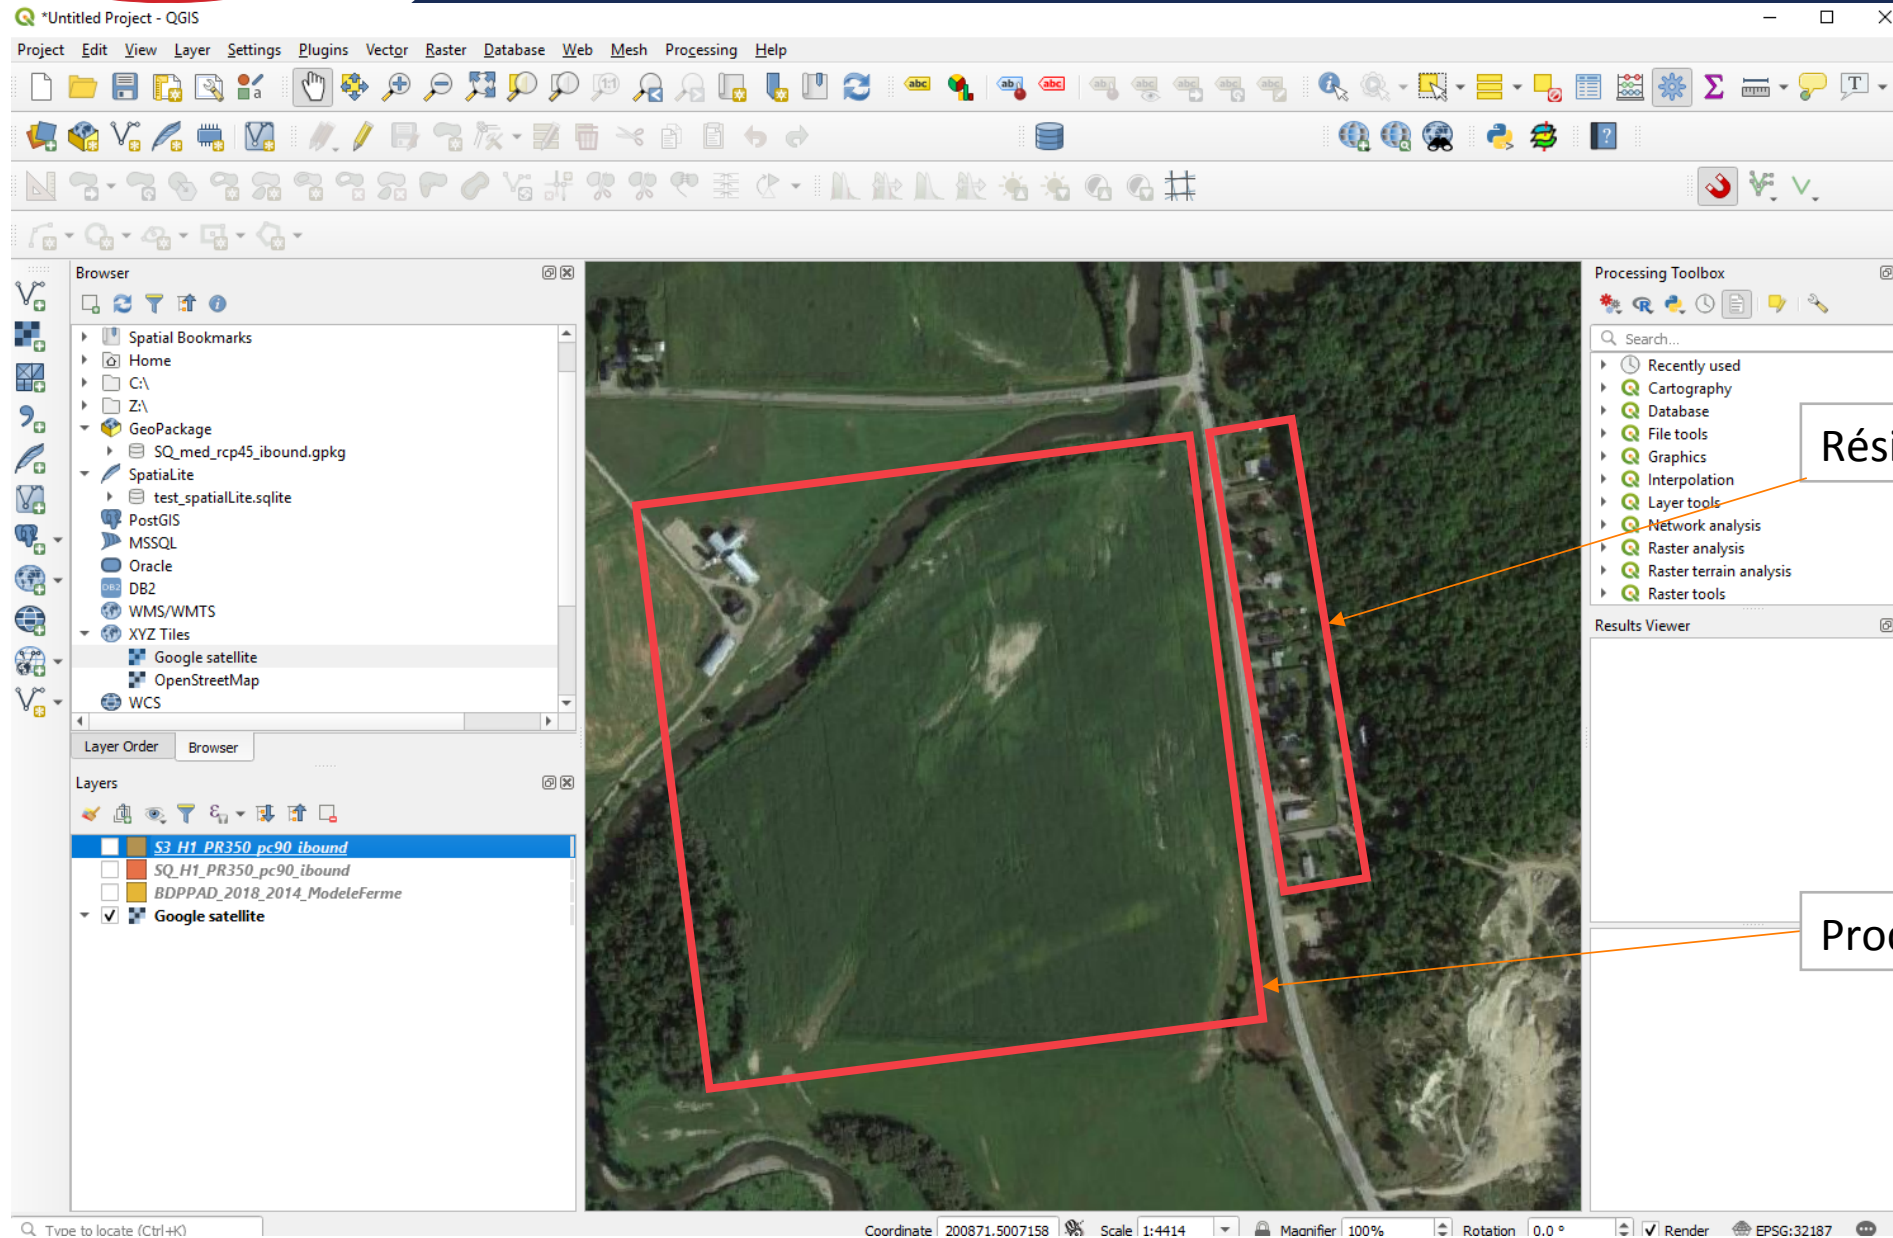 *Untitled Project - QGIS
Project Edit View Layer Settings Plugins Vector Raster Database Web Mesh Processing Help
Browser
Spatial Bookmarks
Home
C:\
Z:\
GeoPackage
SQ_med_rcp45_ibound.gpkg
SpatiaLite
test_spatialLite.sqlite
PostGIS
MSSQL
Oracle
DB2
WMS/WMTS
XYZ Tiles
Google satellite
OpenStreetMap
WCS
Layer Order Browser
Layers
S3_H1_PR350_pc90_ibound
SQ_H1_PR350_pc90_ibound
BDPPAD_2018_2014_ModeleFerme
Google satellite
Processing Toolbox
Search...
Recently used
Cartography
Database
File tools
Graphics
Interpolation
Layer tools
Network analysis
Raster analysis
Raster terrain analysis
Raster tools
Results Viewer
Rési
Type to locate (Ctrl+K)
Coordinate 200871,5007158 Scale 1:4414 Magnifier 100% Rotation 0,0 ° Render EPSG:32187